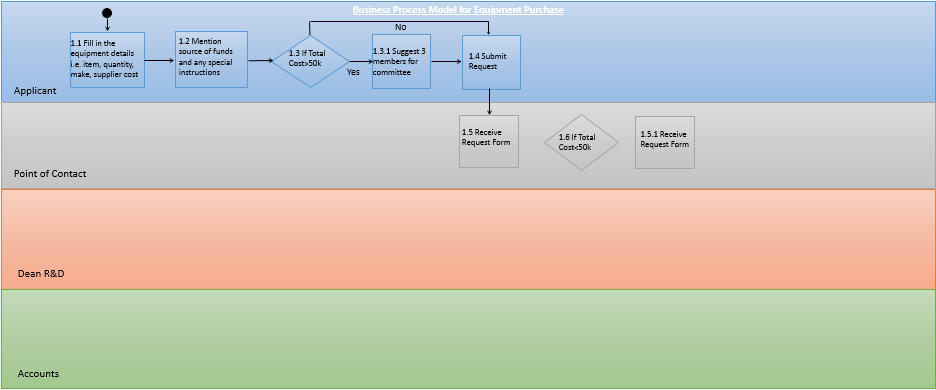 Business Process Model for Equipment Purchase
No
1.1 Fill in the
equipment details
i.e. item, quantity,
make, supplier cost
1.2 Mention
source of funds
and any special
instructions
1.3 If Total
Cost>50k
Yes
1.3.1 Suggest 3
members for
committee
1.4 Submit
Request
Applicant
1.5 Receive
Request Form
1.6 If Total
Cost<50k
1.5.1 Receive
Request Form
Point of Contact
Dean R&D
Accounts